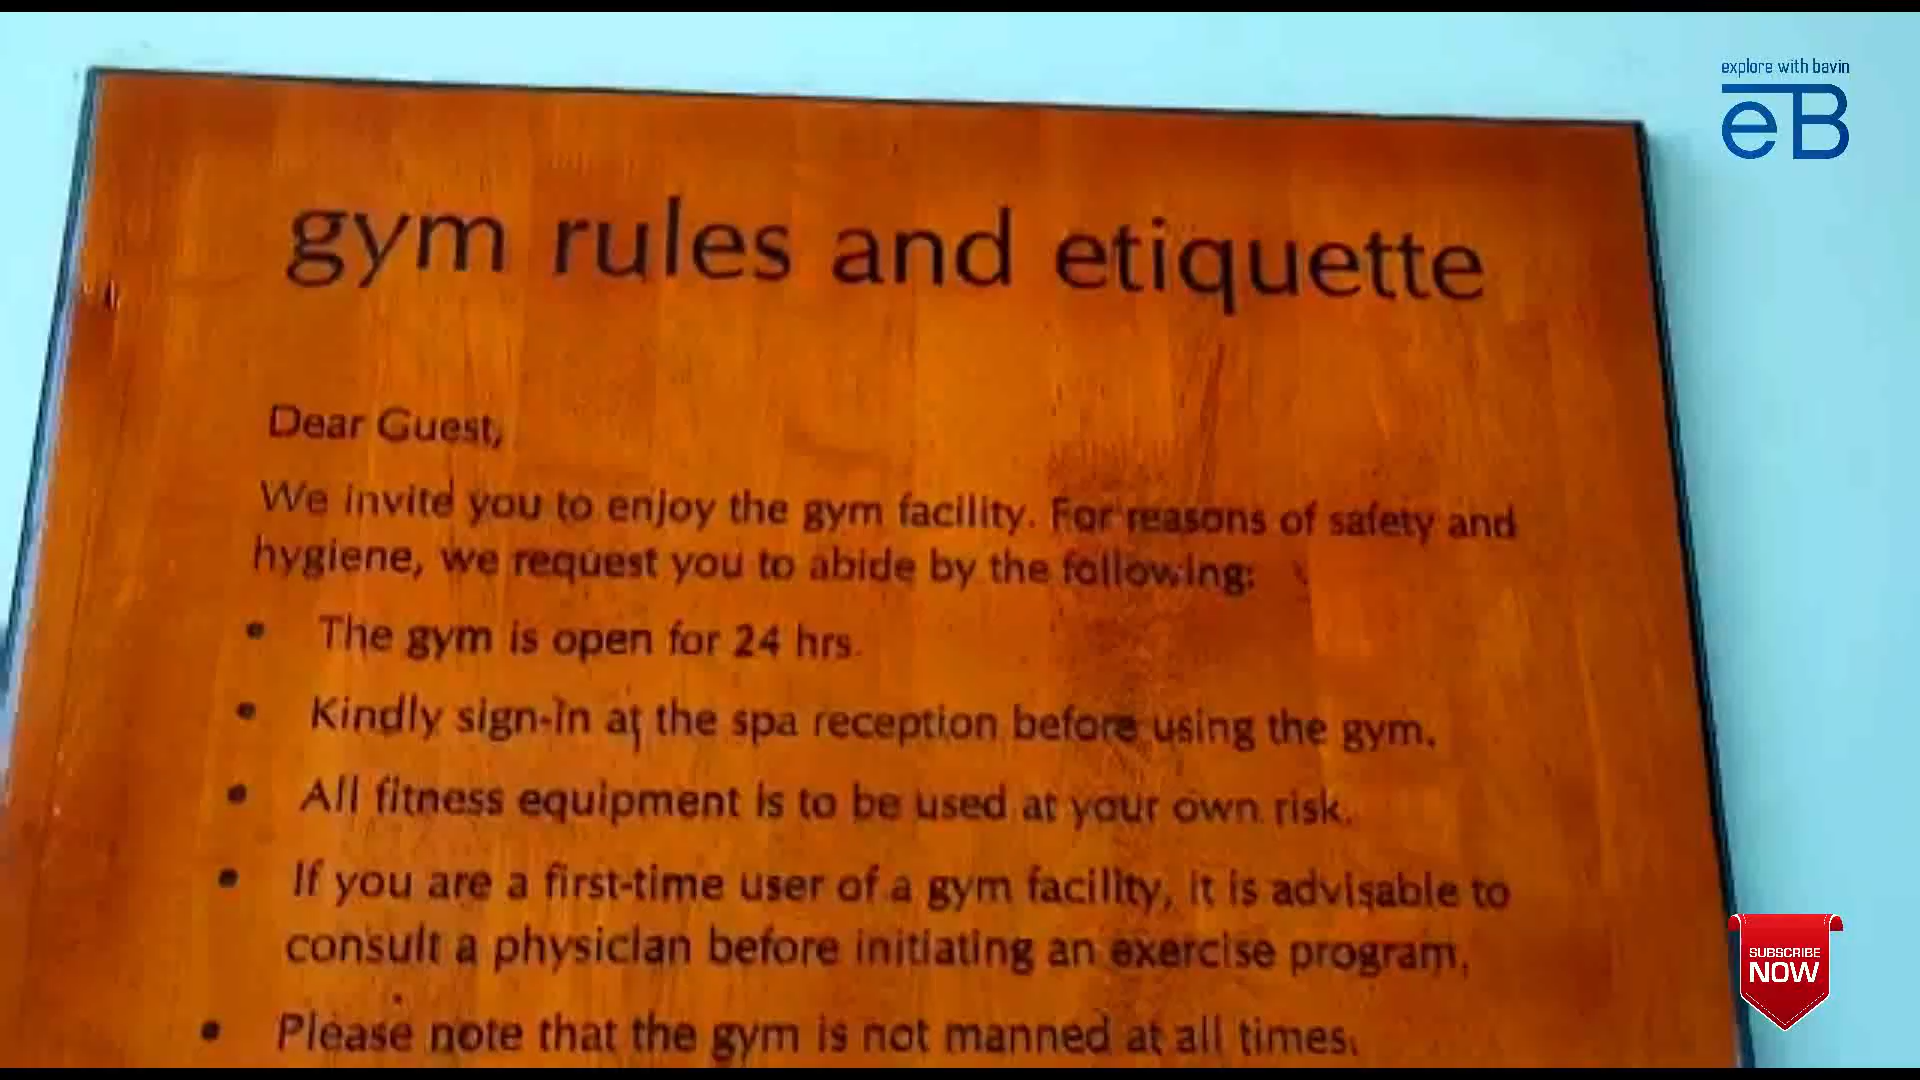 explore with bavin
eB
gym rules and etiquette
Dear Guest,
We invite you to enjoy the gym facility. For reasons of safety and
hygiene, we request you to abide by the following:
• The gym is open for 24 hrs.
• Kindly sign-in at the spa reception before using the gym.
• All fitness equipment is to be used at your own risk.
• If you are a first-time user of a gym facility, it is advisable to
consult a physician before initiating an exercise program.
• Please note that the gym is not manned at all times.
SUBSCRIBE
NOW